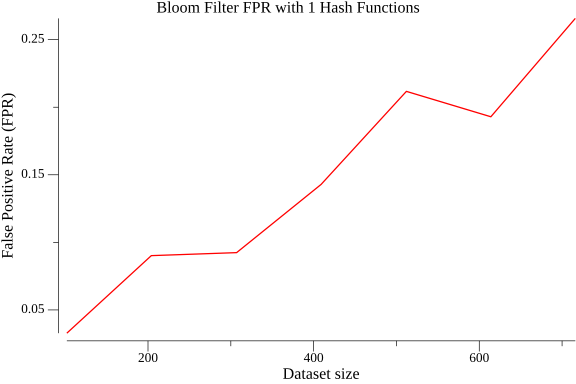 Bloom Filter FPR with 1 Hash Functions
0.25
0.15
0.05
False Positive Rate (FPR)
200
400
600
Dataset size